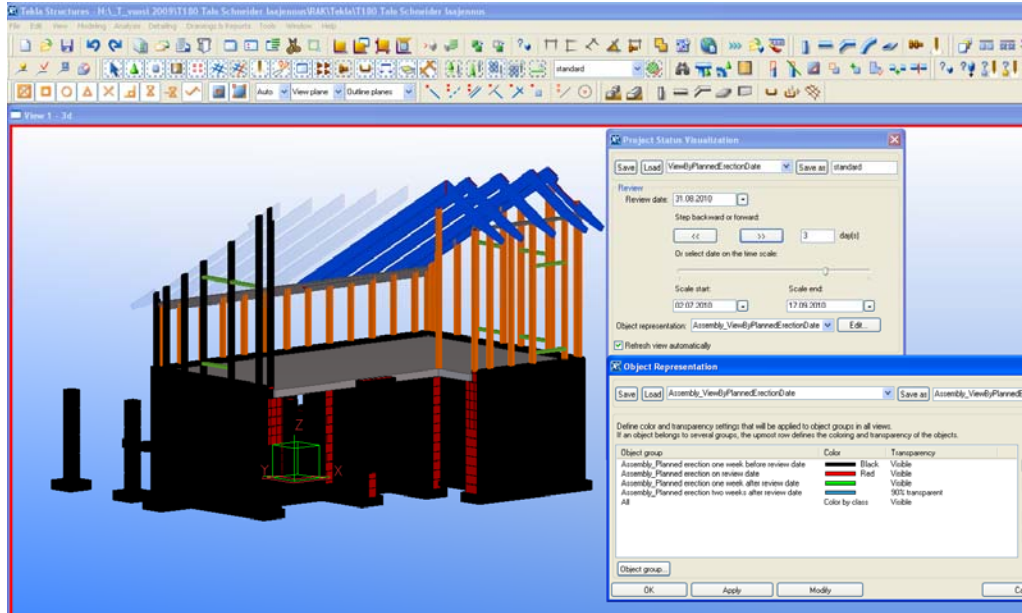 Tekla Structures - H:\_T_vuosi 2009\T180 Talo Schneider laajennus\RAK\Tekla\T180 Talo Schneider laajennus
File Edit View Modeling Analysis Detailing Drawings & Reports Tools Window Help
standard
Auto View plane Outline planes
View 1 - 3d
Project Status Visualization
Save Load ViewByPlannedErectionDate Save as standard
Review
Review date: 31.08.2010
Step backward or forward:
<< >> 3 day(s)
Or select date on the time scale:
Scale start: Scale end:
02.07.2010 17.09.2010
Object representation: Assembly_ViewByPlannedErectionDate Edit...
Refresh view automatically
Object Representation
Save Load Assembly_ViewByPlannedErectionDate Save as Assembly_ViewByPlannedE
Define color and transparency settings that will be applied to object groups in all views.
If an object belongs to several groups, the upmost row defines the coloring and transparency of the objects.
Object group Color Transparency
Assembly_Planned erection one week before review date Black Visible
Assembly_Planned erection on review date Red Visible
Assembly_Planned erection one week after review date Visible
Assembly_Planned erection two weeks after review date 90% transparent
All Color by class Visible
Object group...
OK Apply Modify Ca
Z
Y X